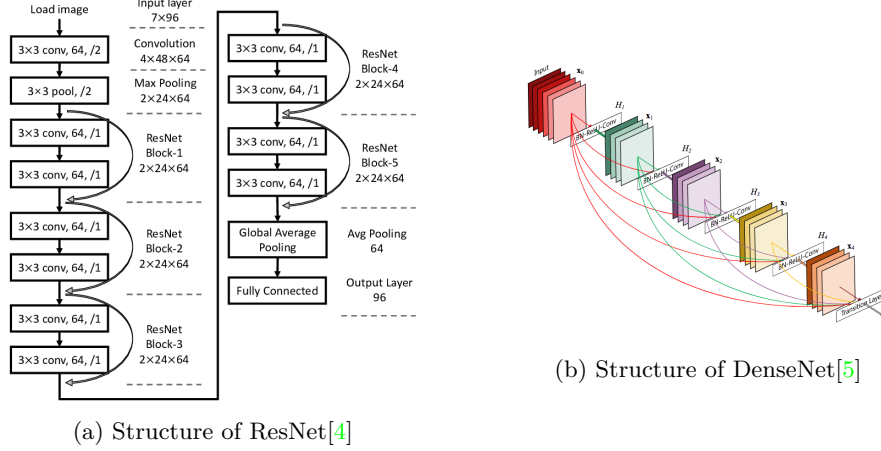 Load image
Input layer
7×96
3×3 conv, 64, /2
Convolution
4×48×64
3×3 pool, /2
Max Pooling
2×24×64
3×3 conv, 64, /1
3×3 conv, 64, /1
ResNet
Block-1
2×24×64
3×3 conv, 64, /1
3×3 conv, 64, /1
ResNet
Block-2
2×24×64
3×3 conv, 64, /1
3×3 conv, 64, /1
ResNet
Block-3
2×24×64
3×3 conv, 64, /1
3×3 conv, 64, /1
ResNet
Block-4
2×24×64
3×3 conv, 64, /1
3×3 conv, 64, /1
ResNet
Block-5
2×24×64
Global Average
Pooling
Avg Pooling
64
Fully Connected
Output Layer
96
(a) Structure of ResNet[4]
Input
x0
H1
BN-ReLU-Conv
x1
H2
BN-ReLU-Conv
x2
H3
BN-ReLU-Conv
x3
H4
BN-ReLU-Conv
x4
Transition Laye
(b) Structure of DenseNet[5]